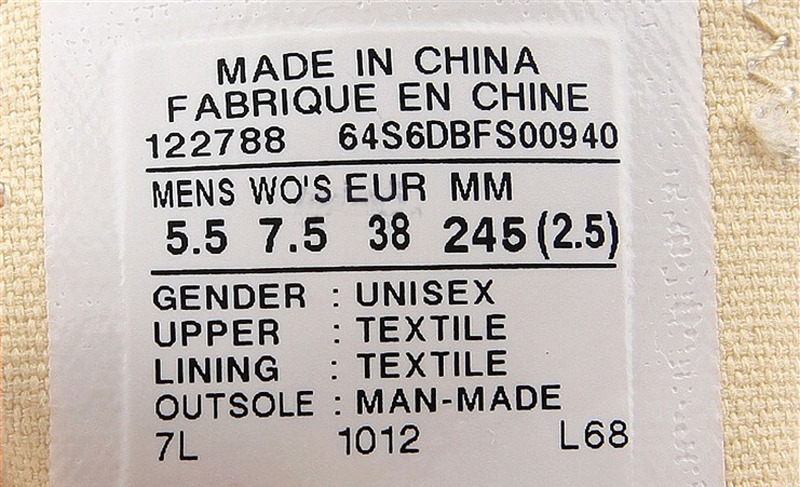 MADE IN CHINA
FABRIQUE EN CHINE
122788 64S6DBFS00940
MENS WO'S EUR MM
5.5 7.5 38 245 (2.5)
GENDER : UNISEX
UPPER : TEXTILE
LINING : TEXTILE
OUTSOLE : MAN-MADE
7L 1012 L68